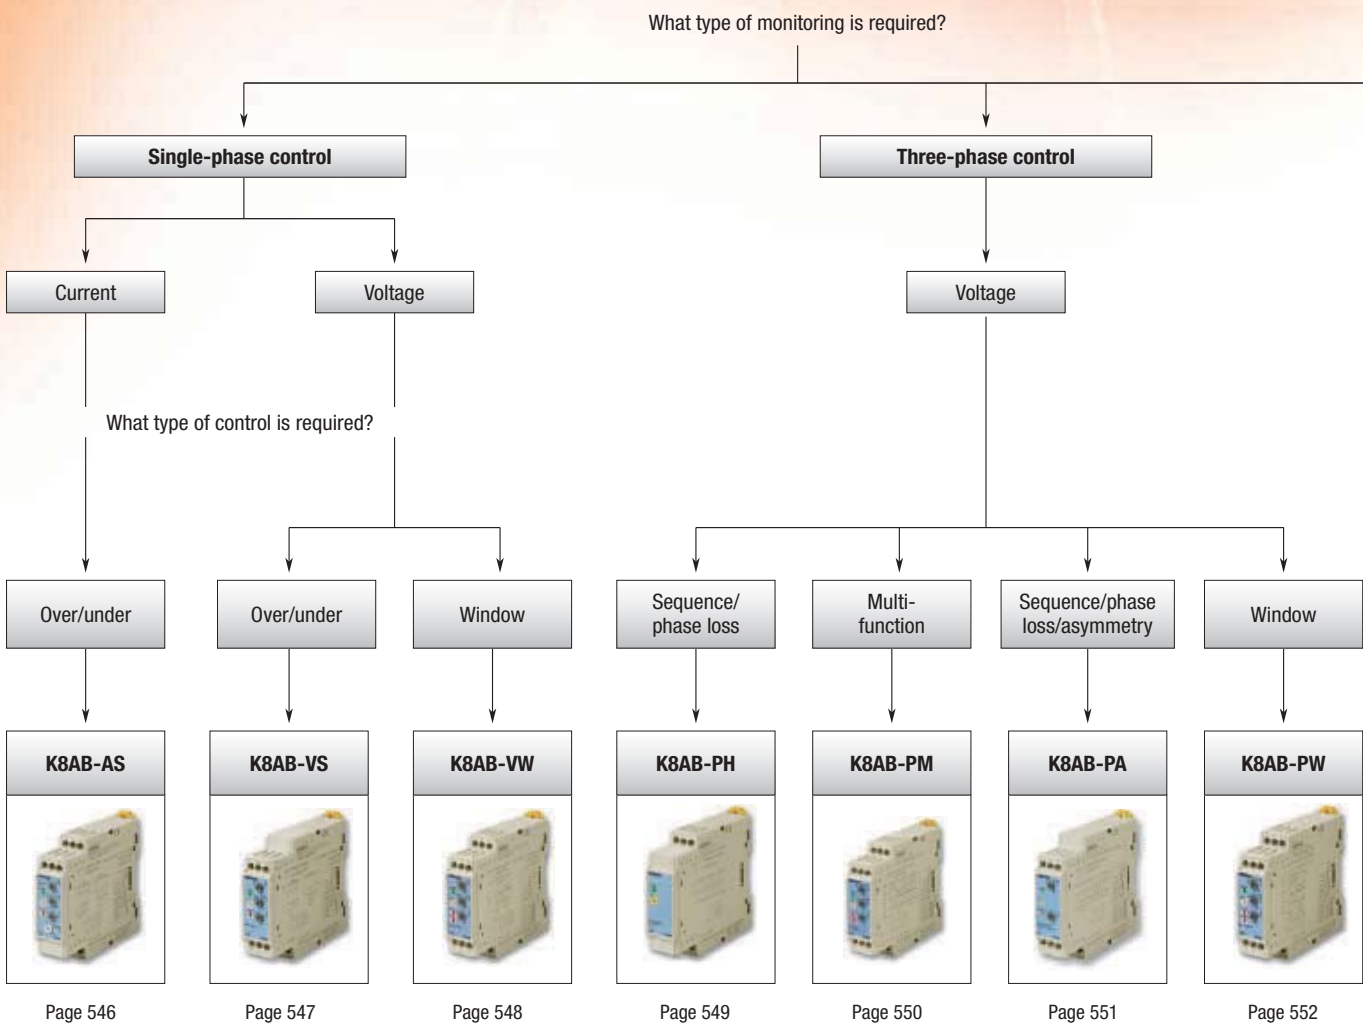 What type of monitoring is required?
Single-phase control
Three-phase control
Current
Voltage
Voltage
What type of control is required?
Over/under
Over/under
Window
Sequence/
phase loss
Multi-
function
Sequence/phase
loss/asymmetry
Window
K8AB-AS
K8AB-VS
K8AB-VW
K8AB-PH
K8AB-PM
K8AB-PA
K8AB-PW
Page 546
Page 547
Page 548
Page 549
Page 550
Page 551
Page 552